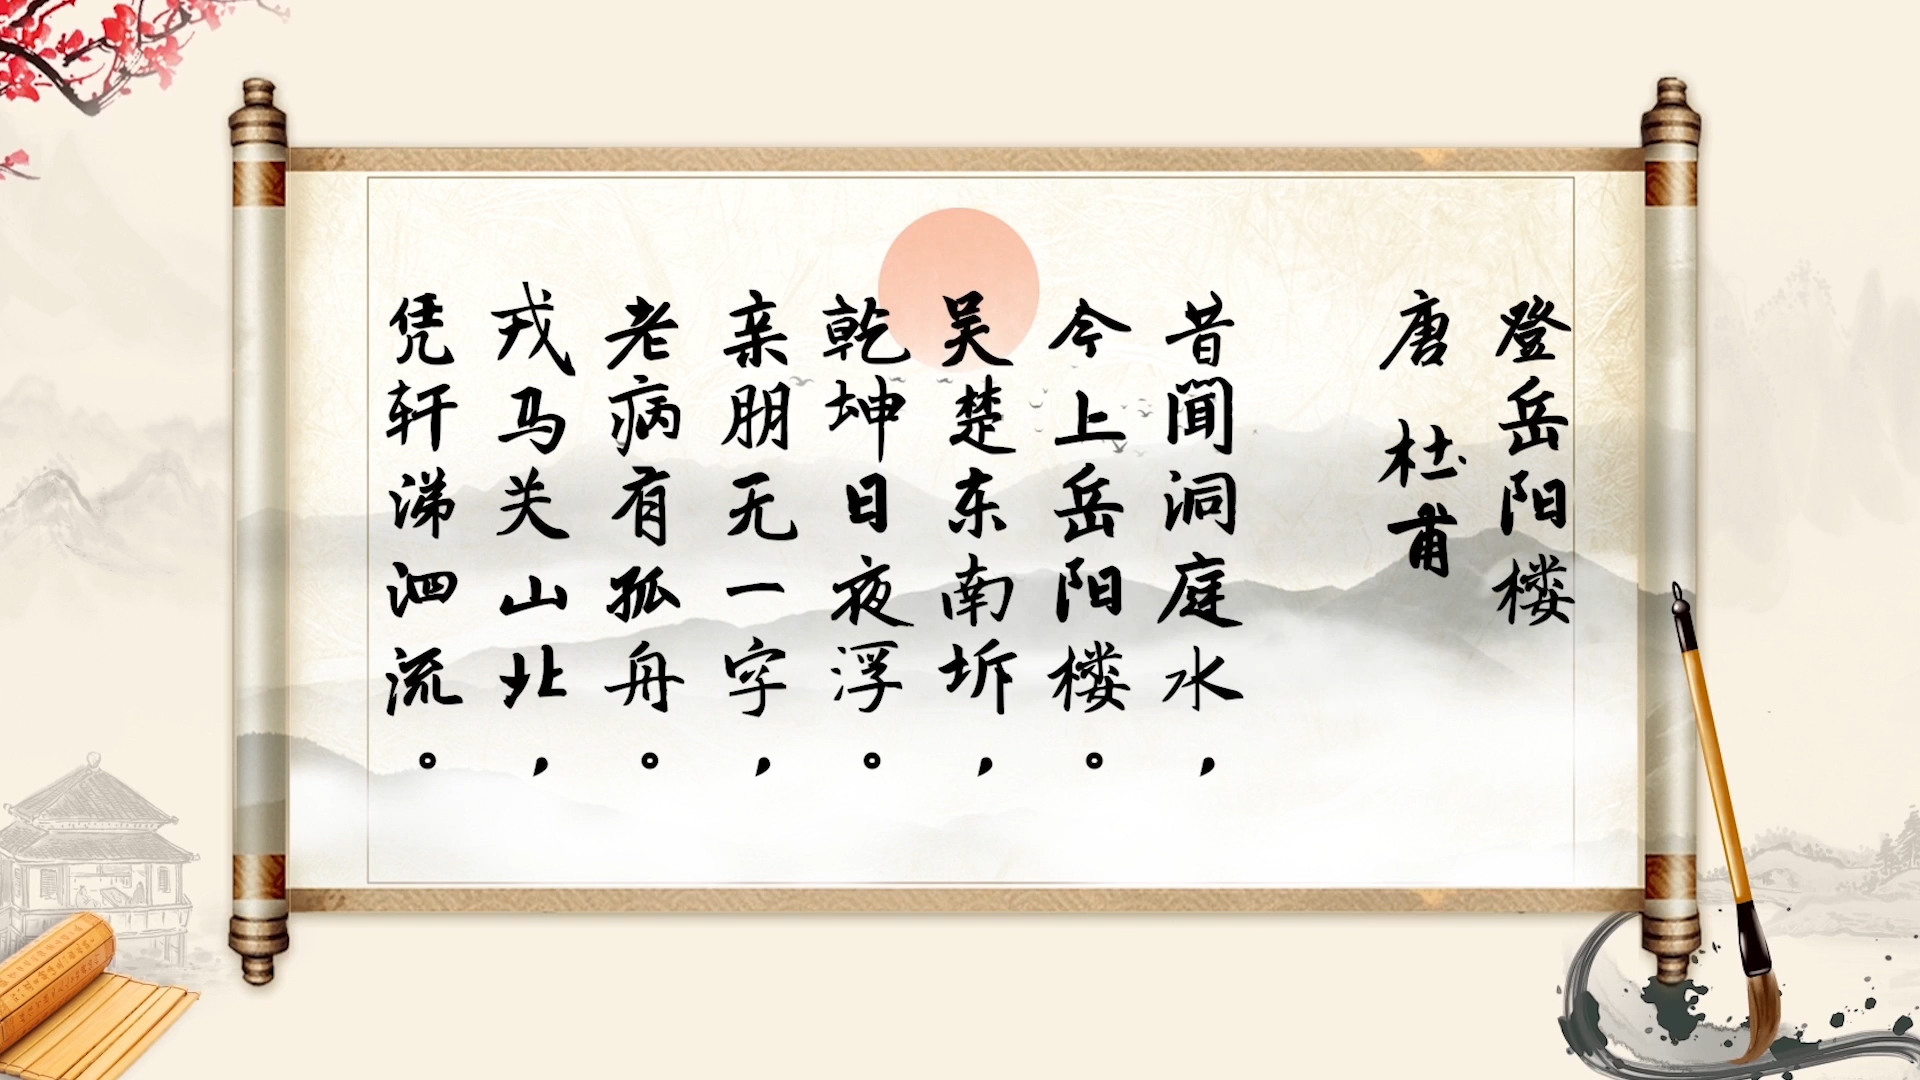 登岳阳楼
唐 杜甫
昔闻洞庭水，
今上岳阳楼。
吴楚东南坼，
乾坤日夜浮。
亲朋无一字，
老病有孤舟。
戎马关山北，
凭轩涕泗流。